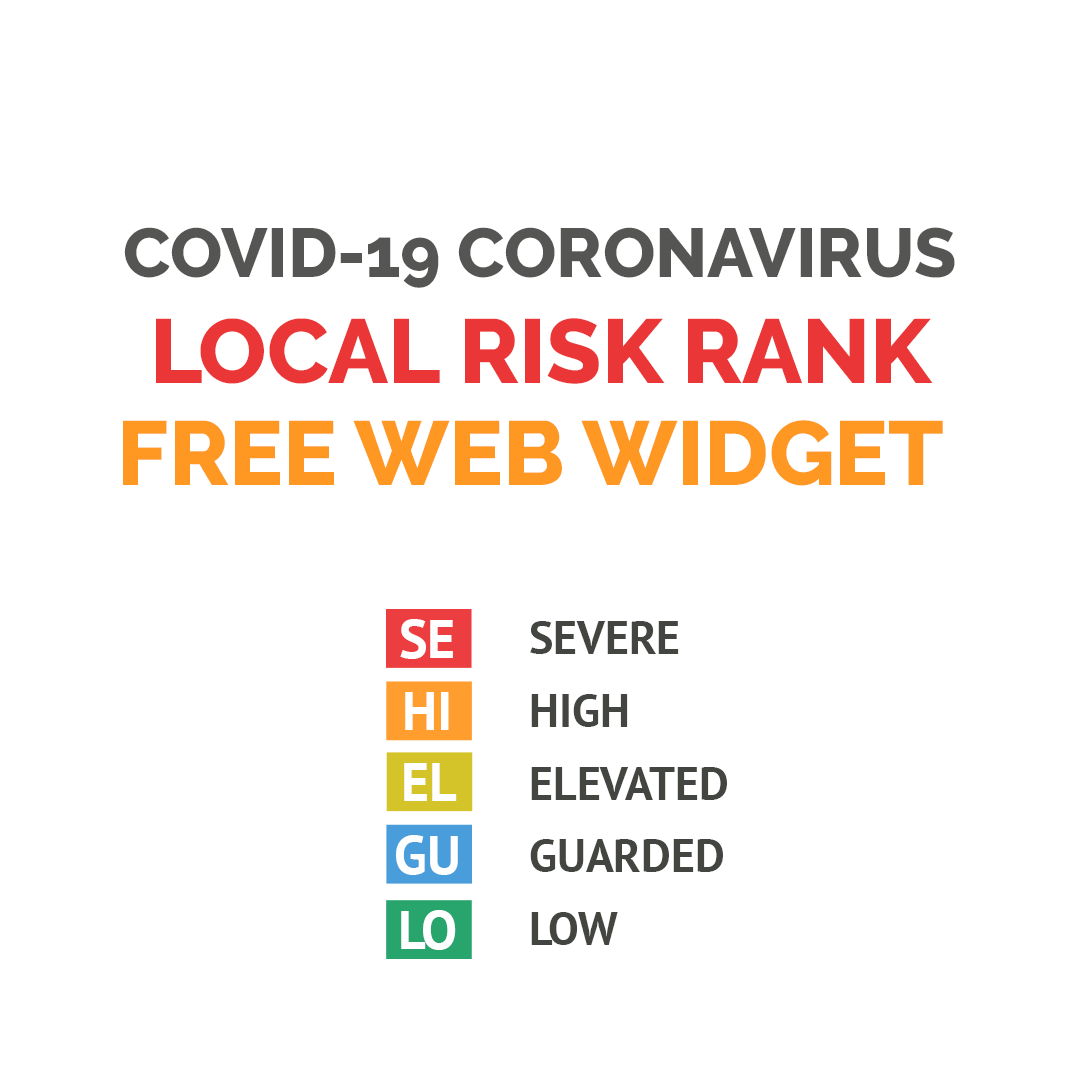 COVID-19 CORONAVIRUS
LOCAL RISK RANK
FREE WEB WIDGET
SE SEVERE
HI HIGH
EL ELEVATED
GU GUARDED
LO LOW